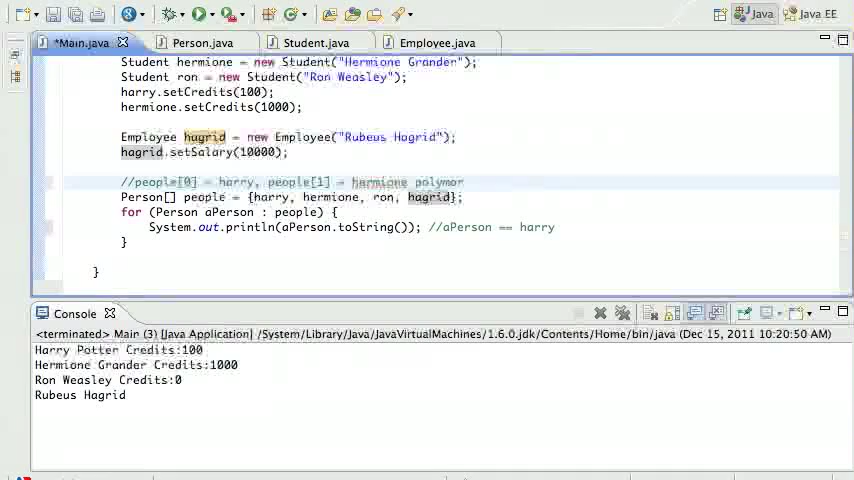 Java
Java EE
*Main.java
Person.java
Student.java
Employee.java
Student hermione = new Student("Hermione Grander");
Student ron = new Student("Ron Weasley");
harry.setCredits(100);
hermione.setCredits(1000);
Employee hagrid = new Employee("Rubeus Hagrid");
hagrid.setSalary(10000);
//people[0] = harry, people[1] = hermione polymor
Person[] people = {harry, hermione, ron, hagrid};
for (Person aPerson : people) {
System.out.println(aPerson.toString()); //aPerson == harry
}
}
Console
<terminated> Main (3) [Java Application] /System/Library/Java/JavaVirtualMachines/1.6.0.jdk/Contents/Home/bin/java (Dec 15, 2011 10:20:50 AM)
Harry Potter Credits:100
Hermione Grander Credits:1000
Ron Weasley Credits:0
Rubeus Hagrid